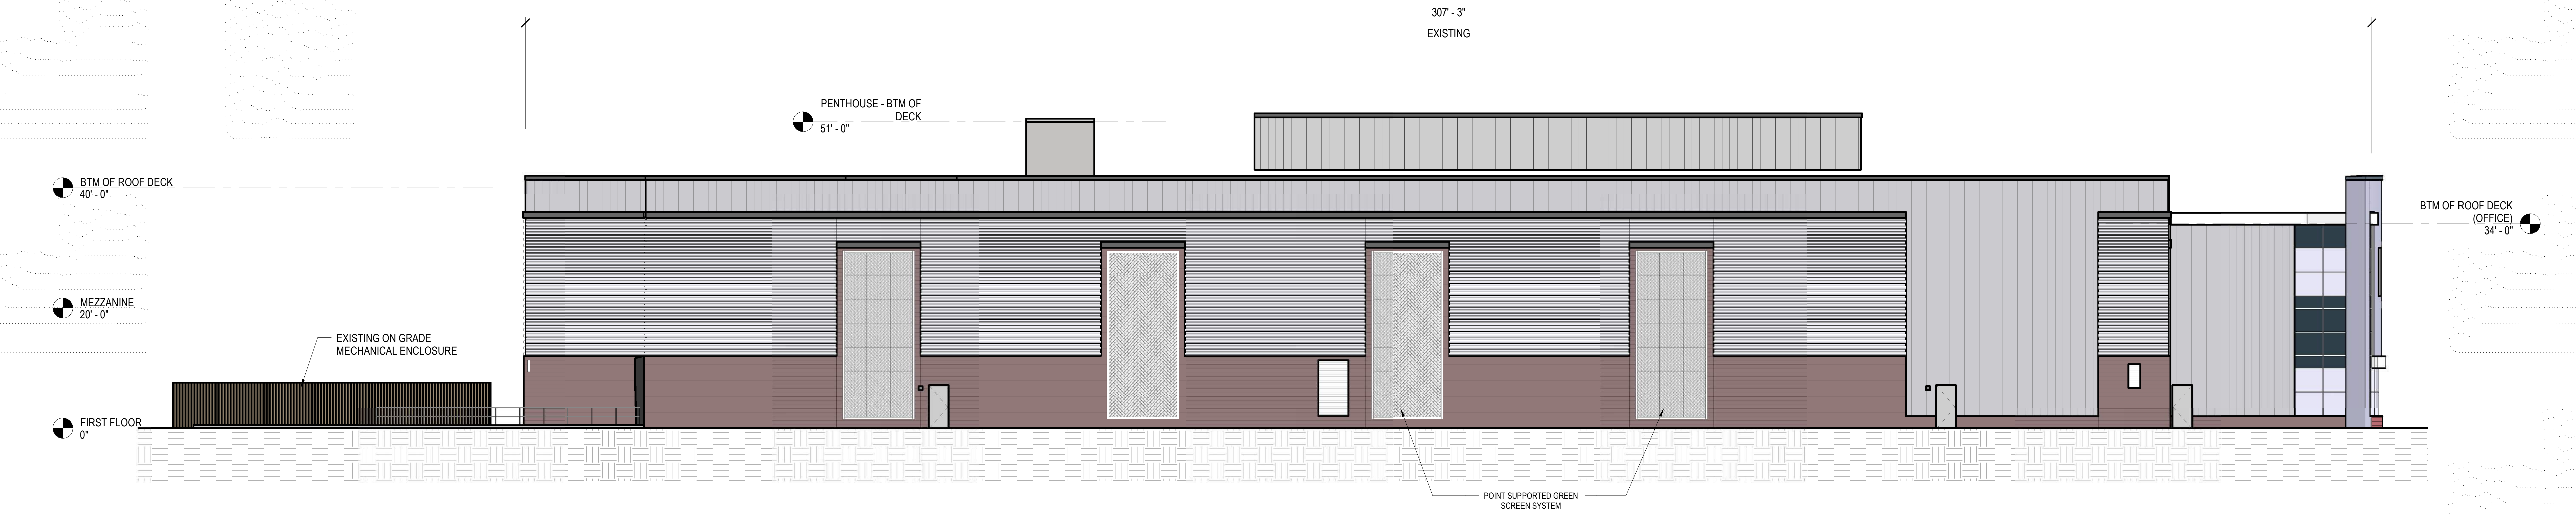 307' - 3"
EXISTING
PENTHOUSE - BTM OF
DECK
51' - 0"
BTM OF ROOF DECK
40' - 0"
BTM OF ROOF DECK
(OFFICE)
34' - 0"
MEZZANINE
20' - 0"
EXISTING ON GRADE
MECHANICAL ENCLOSURE
FIRST FLOOR
0"
POINT SUPPORTED GREEN
SCREEN SYSTEM